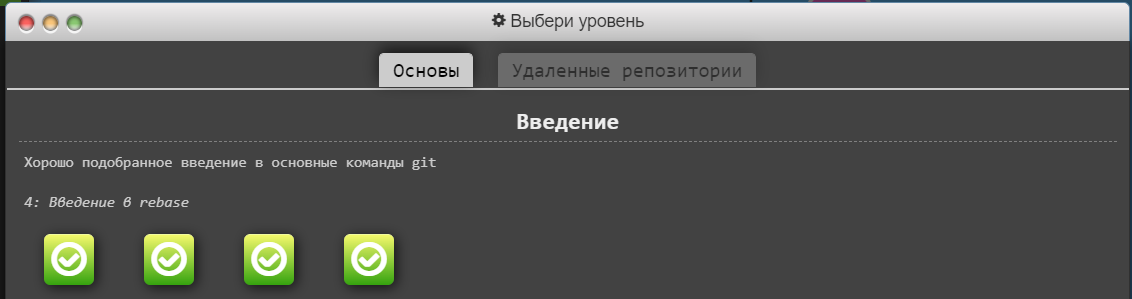 Выбери уровень
Основы
Удаленные репозитории
Введение
Хорошо подобранное введение в основные команды git
4: Введение в rebase